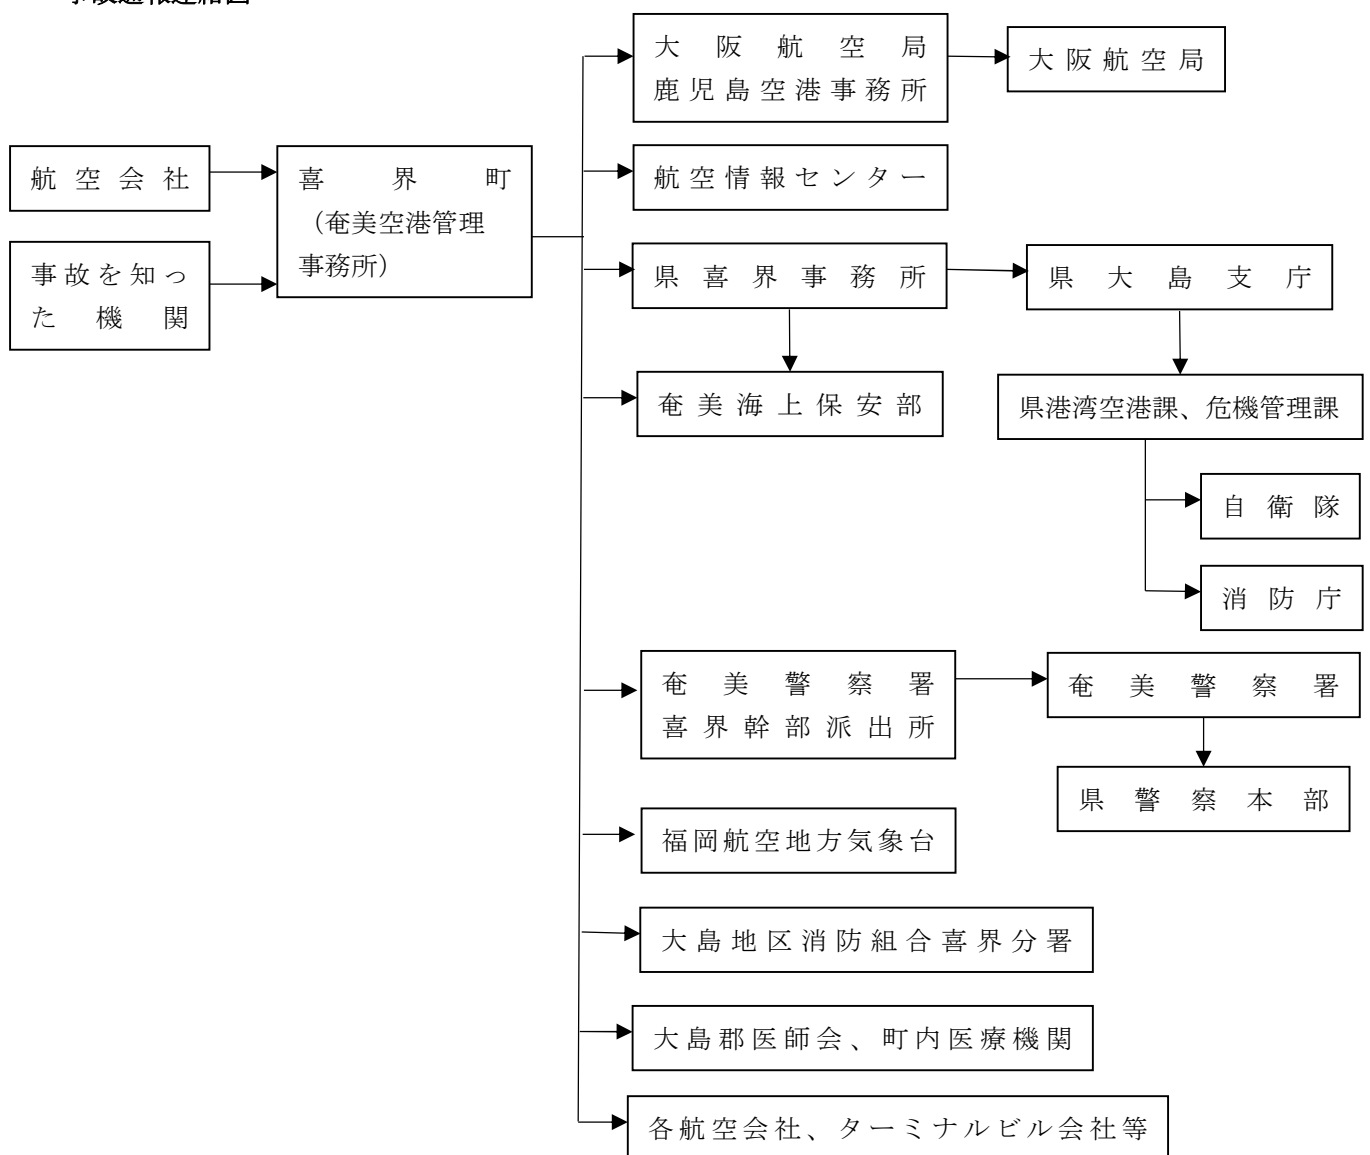 事故通報連絡図
航空会社
事故を知っ
た機関
喜界町
（奄美空港管理
事務所）
大阪航空局
鹿児島空港事務所
大阪航空局
航空情報センター
県喜界事務所
県大島支庁
奄美海上保安部
県港湾空港課、危機管理課
自衛隊
消防庁
奄美警察署
喜界幹部派出所
奄美警察署
県警察本部
福岡航空地方気象台
大島地区消防組合喜界分署
大島郡医師会、町内医療機関
各航空会社、ターミナルビル会社等